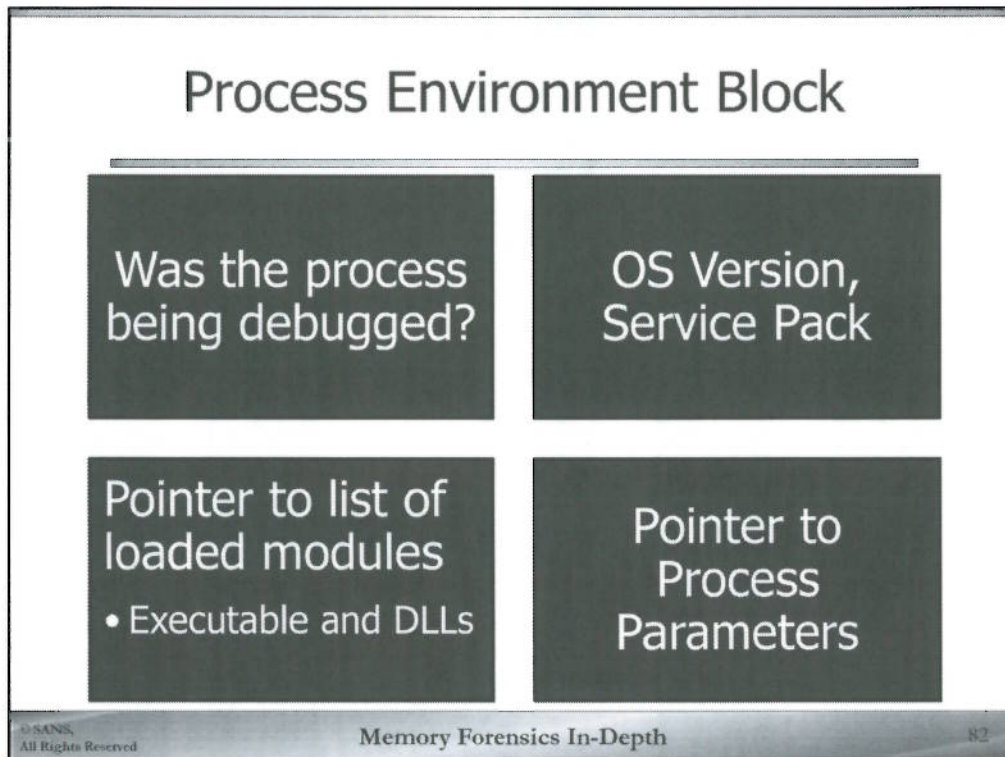 Process Environment Block
Was the process
being debugged?
OS Version,
Service Pack
Pointer to list of
loaded modules
• Executable and DLLs
Pointer to
Process
Parameters
© SANS,
All Rights Reserved
Memory Forensics In-Depth
82